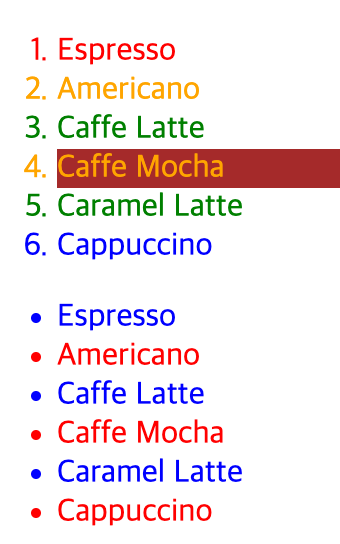 1. Espresso
2. Americano
3. Caffe Latte
4. Caffe Mocha
5. Caramel Latte
6. Cappuccino
• Espresso
• Americano
• Caffe Latte
• Caffe Mocha
• Caramel Latte
• Cappuccino